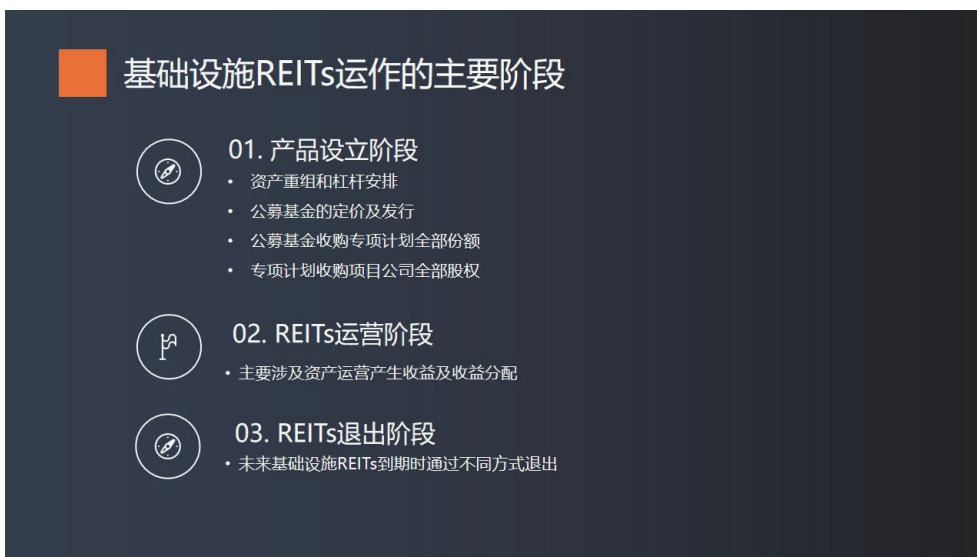 基础设施REITs运作的主要阶段
01. 产品设立阶段
• 资产重组和杠杆安排
• 公募基金的定价及发行
• 公募基金收购专项计划全部份额
• 专项计划收购项目公司全部股权
02. REITs运营阶段
• 主要涉及资产运营产生收益及收益分配
03. REITs退出阶段
• 未来基础设施REITs到期时通过不同方式退出